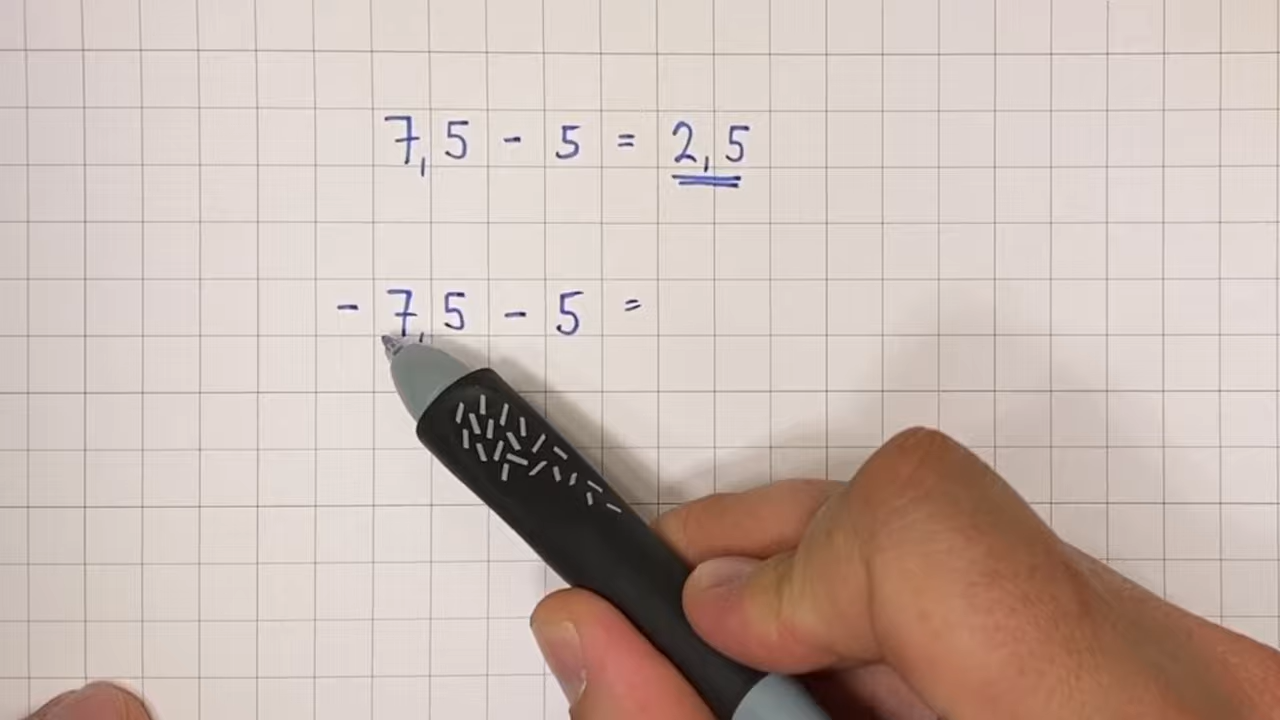 7,5 - 5 = 2,5
- 7,5 - 5 =